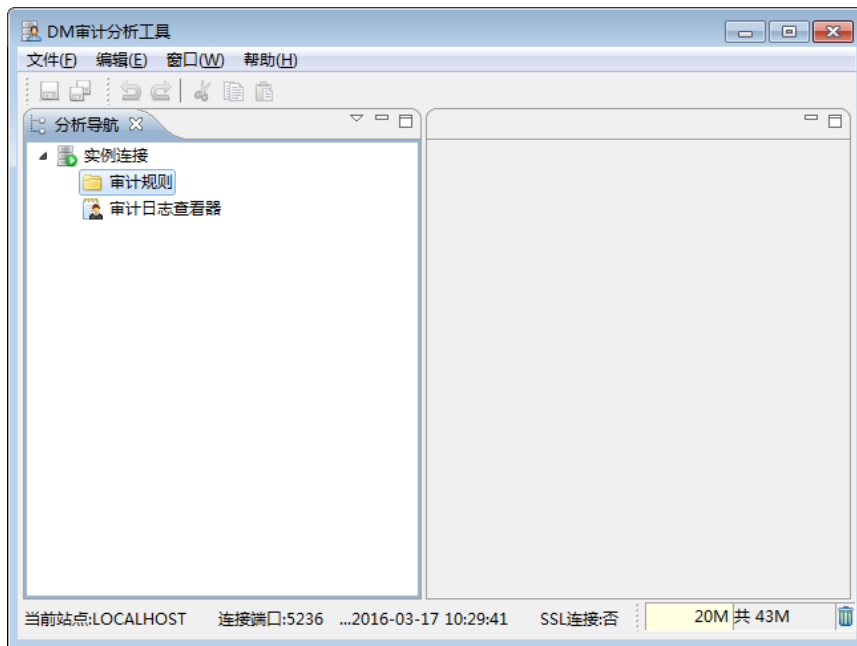 DM审计分析工具
文件(F) 编辑(E) 窗口(W) 帮助(H)
分析导航
实例连接
审计规则
审计日志查看器
当前站点:LOCALHOST 连接端口:5236 ...2016-03-17 10:29:41 SSL连接:否 20M 共 43M